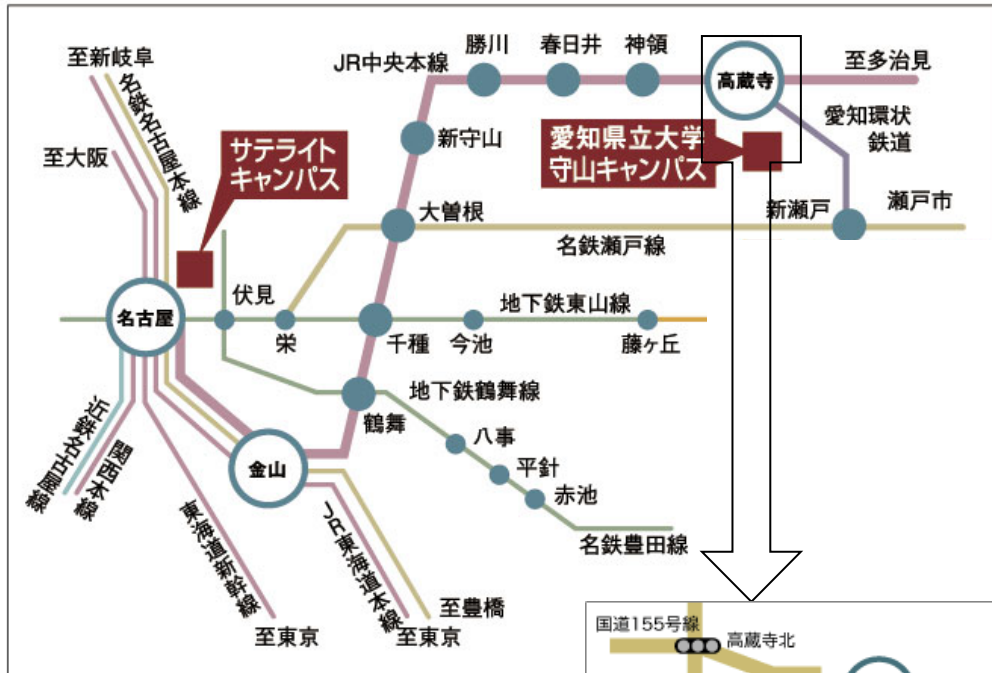 至新岐阜
名鉄名古屋本線
至大阪
サテライト
キャンパス
JR中央本線
勝川
春日井
神領
高蔵寺
至多治見
愛知環状
鉄道
新守山
愛知県立大学
守山キャンパス
大曽根
新瀬戸
瀬戸市
名鉄瀬戸線
名古屋
伏見
栄
千種
今池
地下鉄東山線
藤ヶ丘
地下鉄鶴舞線
鶴舞
八事
平針
赤池
名鉄豊田線
金山
近鉄名古屋線
関西本線
東海道新幹線
JR東海道本線
至豊橋
至東京
至東京
国道155号線
高蔵寺北